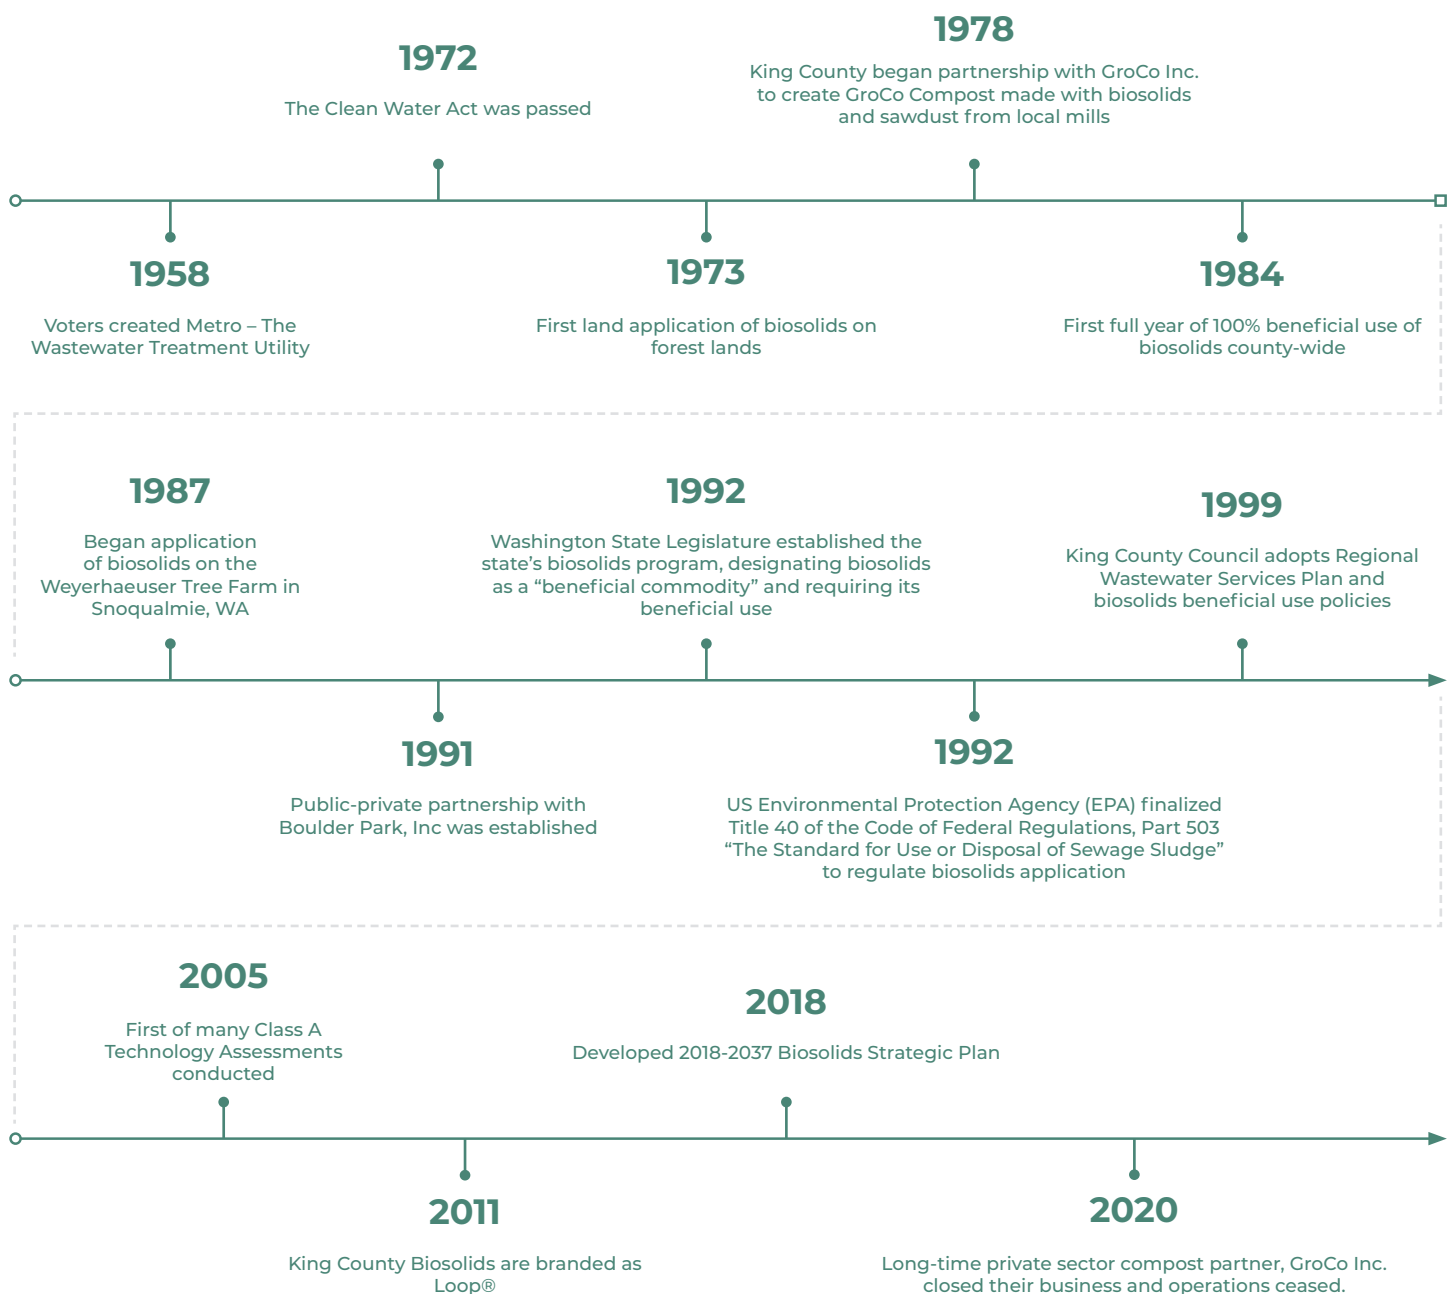 1958
Voters created Metro – The
Wastewater Treatment Utility
1972
The Clean Water Act was passed
1973
First land application of biosolids on
forest lands
1978
King County began partnership with GroCo Inc.
to create GroCo Compost made with biosolids
and sawdust from local mills
1984
First full year of 100% beneficial use of
biosolids county-wide
1987
Began application
of biosolids on the
Weyerhaeuser Tree Farm in
Snoqualmie, WA
1991
Public-private partnership with
Boulder Park, Inc was established
1992
Washington State Legislature established the
state’s biosolids program, designating biosolids
as a “beneficial commodity” and requiring its
beneficial use
1992
US Environmental Protection Agency (EPA) finalized
Title 40 of the Code of Federal Regulations, Part 503
“The Standard for Use or Disposal of Sewage Sludge”
to regulate biosolids application
1999
King County Council adopts Regional
Wastewater Services Plan and
biosolids beneficial use policies
2005
First of many Class A
Technology Assessments
conducted
2011
King County Biosolids are branded as
Loop®
2018
Developed 2018-2037 Biosolids Strategic Plan
2020
Long-time private sector compost partner, GroCo Inc.
closed their business and operations ceased.